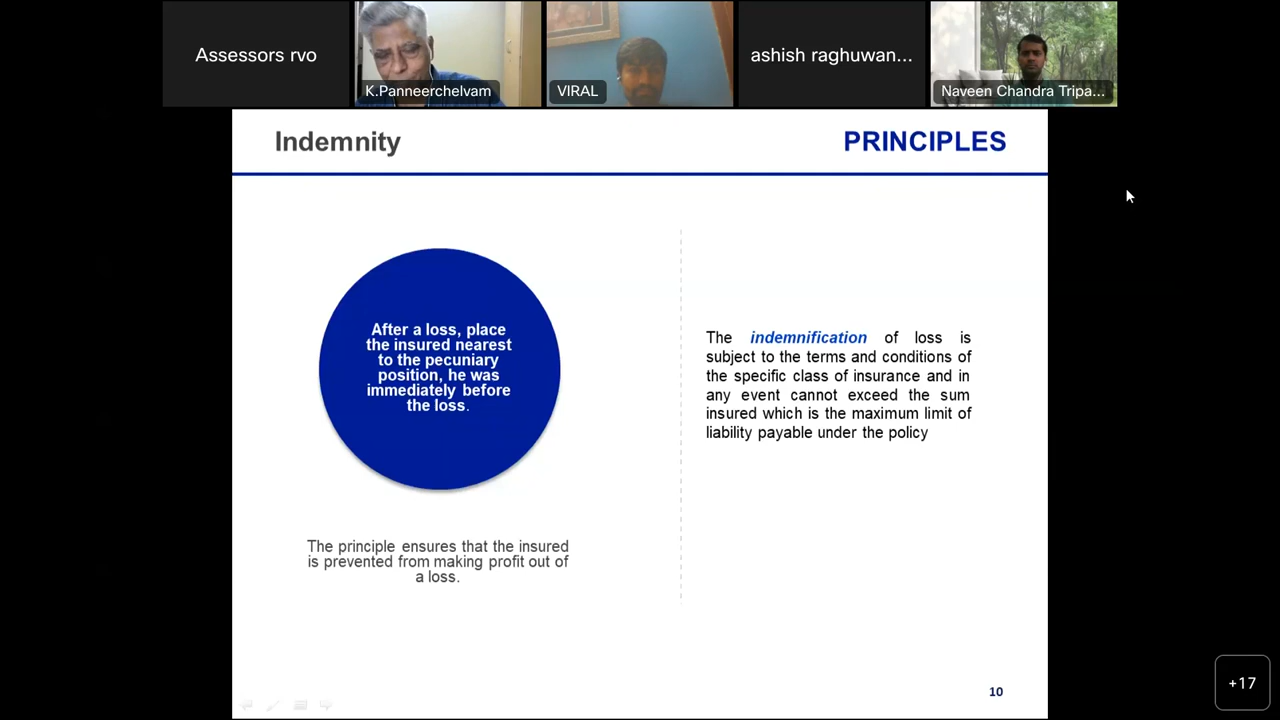 Assessors rvo
K.Panneerchelvam
VIRAL
ashish raghuwan...
Naveen Chandra Tripa...
Indemnity
PRINCIPLES
After a loss, place
the insured nearest
to the pecuniary
position, he was
immediately before
the loss.
The principle ensures that the insured
is prevented from making profit out of
a loss.
The indemnification of loss is
subject to the terms and conditions of
the specific class of insurance and in
any event cannot exceed the sum
insured which is the maximum limit of
liability payable under the policy
10
+17